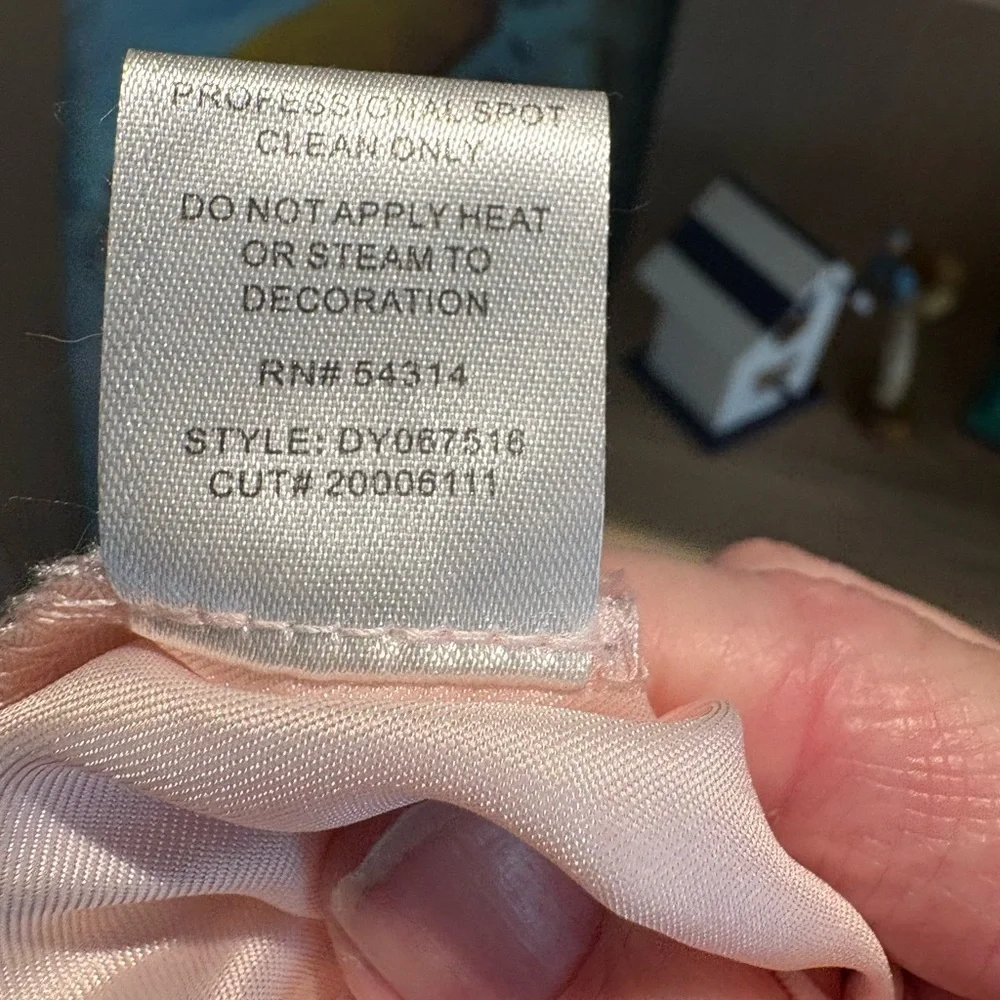 PROFESSIONAL SPOT
CLEAN ONLY
DO NOT APPLY HEAT
OR STEAM TO
DECORATION
RN# 54314
STYLE: DY067516
CUT# 20006111